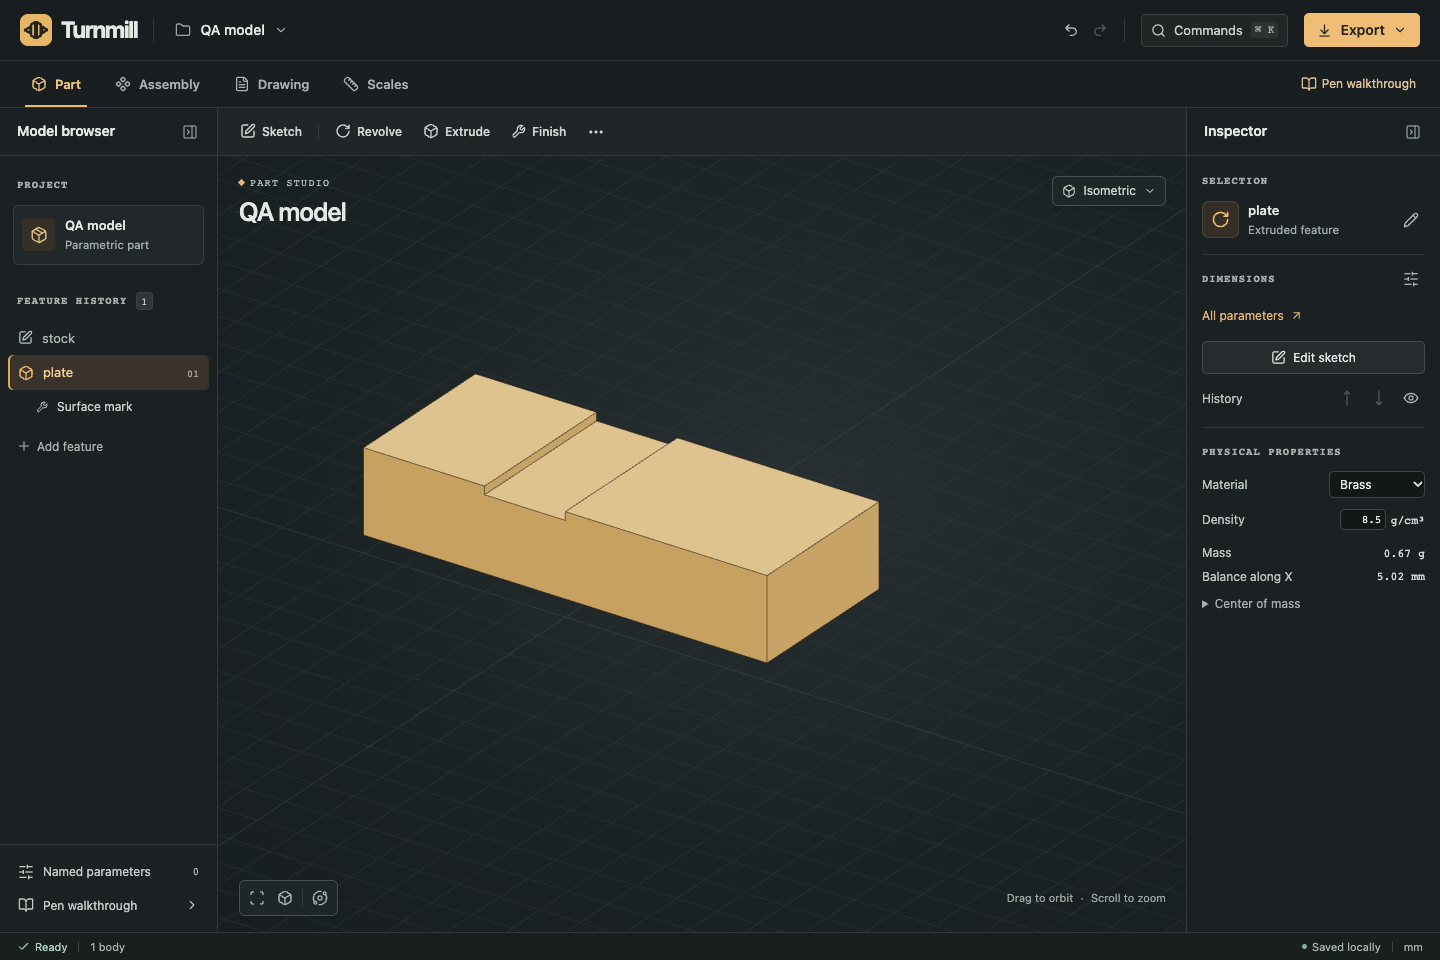 Turnmill
QA model
Commands ⌘ K
Export
Part
Assembly
Drawing
Scales
Pen walkthrough
Model browser
Sketch
Revolve
Extrude
Finish
Inspector
PROJECT
QA model
Parametric part
FEATURE HISTORY 1
stock
plate 01
Surface mark
Add feature
Named parameters 0
Pen walkthrough
PART STUDIO
QA model
Isometric
Drag to orbit · Scroll to zoom
SELECTION
plate
Extruded feature
DIMENSIONS
All parameters
Edit sketch
History
PHYSICAL PROPERTIES
Material Brass
Density 8.5 g/cm³
Mass 0.67 g
Balance along X 5.02 mm
Center of mass
Ready
1 body
Saved locally
mm